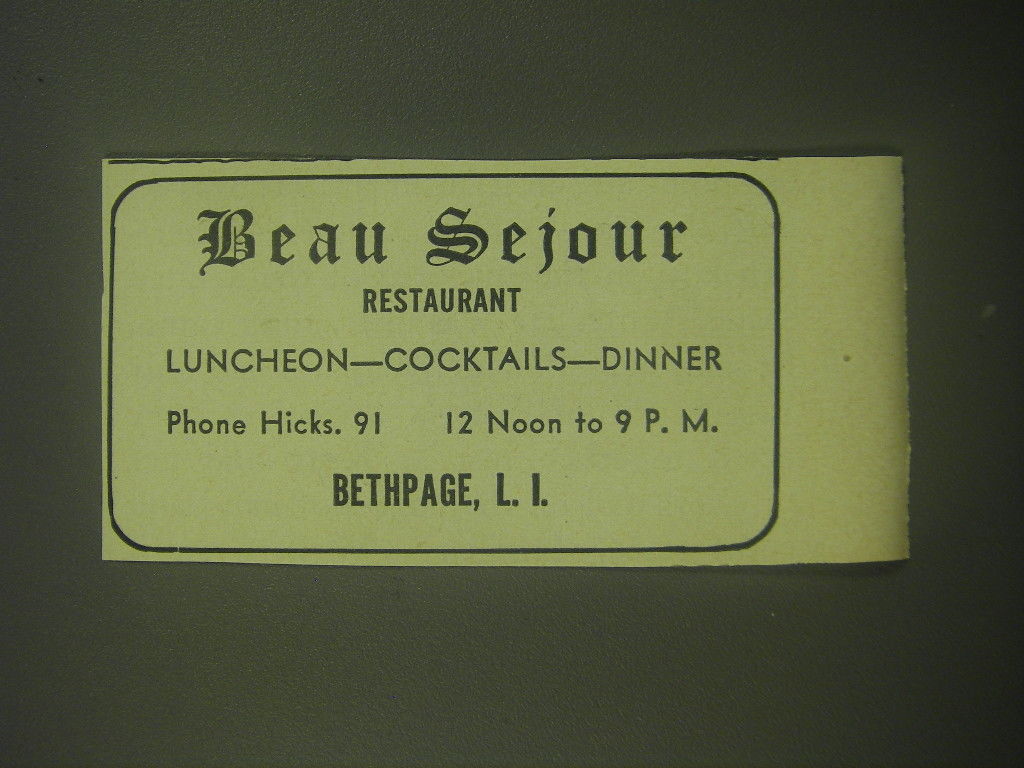 Beau Sejour
RESTAURANT
LUNCHEON—COCKTAILS—DINNER
Phone Hicks. 91 12 Noon to 9 P. M.
BETHPAGE, L. I.